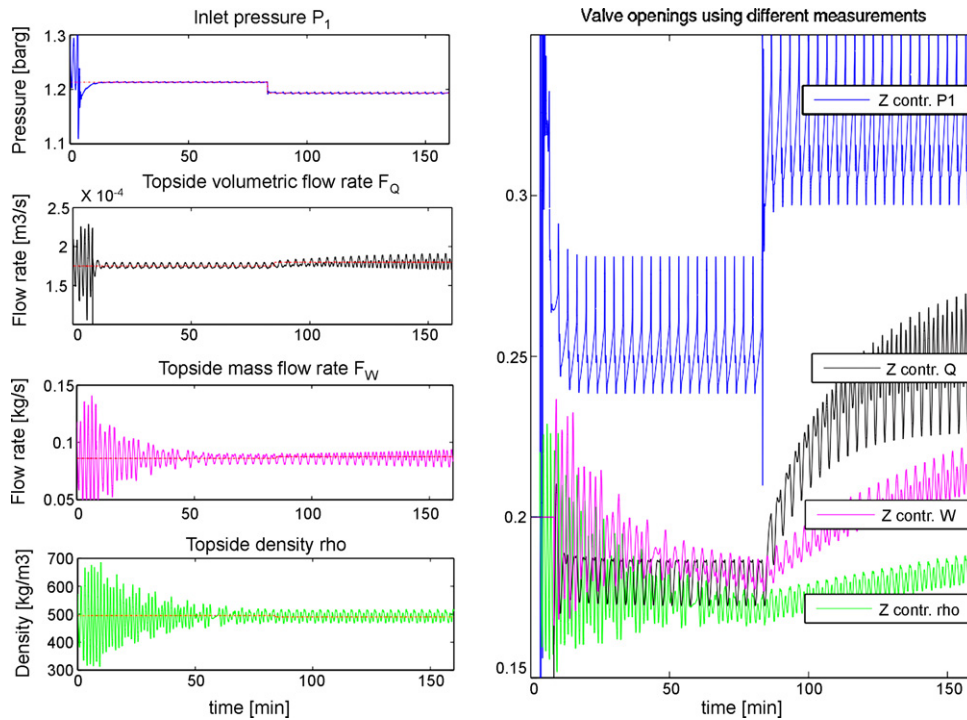 Inlet pressure P1
Pressure [barg]
1.3
1.2
1.1
0 50 100 150
Topside volumetric flow rate FQ
X 10-4
Flow rate [m3/s]
2.5
2
1.5
0 50 100 150
Topside mass flow rate FW
Flow rate [kg/s]
0.15
0.1
0.05
0 50 100 150
Topside density rho
Density [kg/m3]
700
600
500
400
300
0 50 100 150
time [min]
Valve openings using different measurements
0.3
0.25
0.2
0.15
Z contr. P1
Z contr. Q
Z contr. W
Z contr. rho
0 50 100 150
time [min]